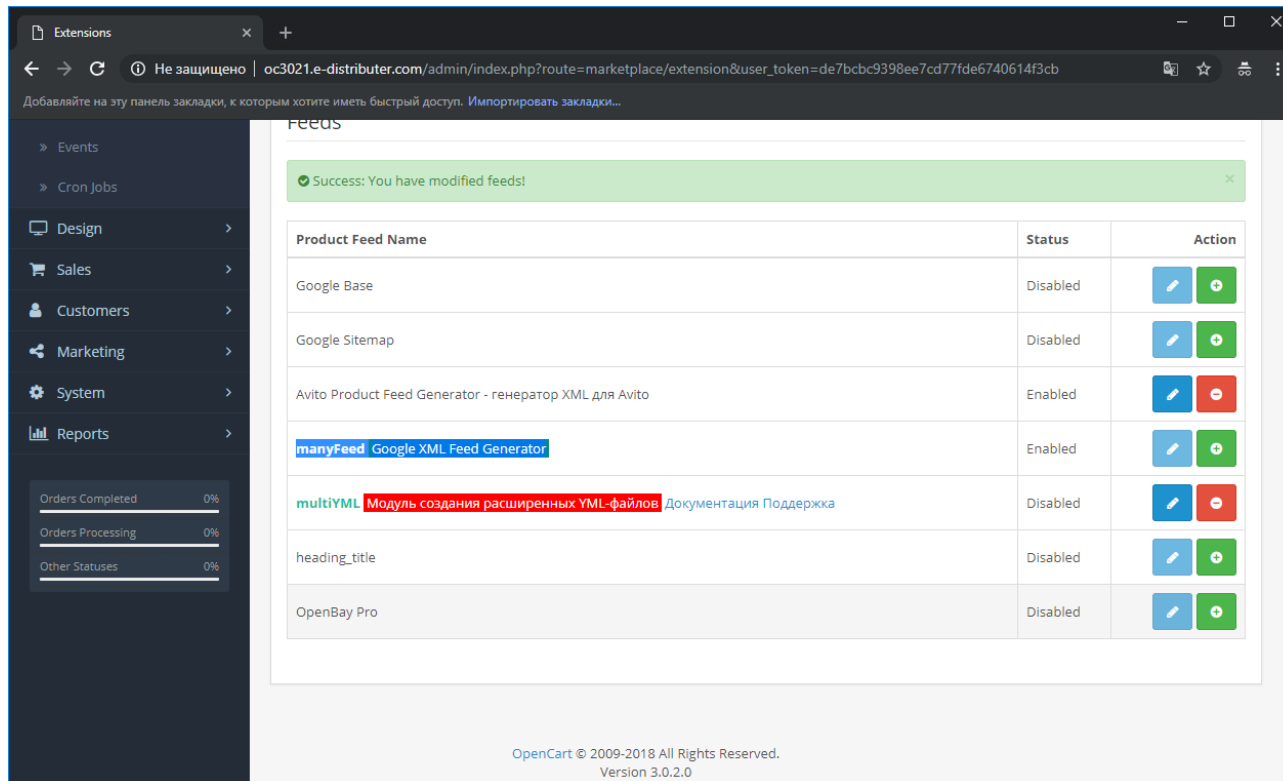 Extensions
Не защищено | oc3021.e-distributer.com/admin/index.php?route=marketplace/extension&user_token=de7bcbc9398ee7cd77fde6740614f3cb
Добавляйте на эту панель закладки, к которым хотите иметь быстрый доступ. Импортировать закладки...
» Events
» Cron Jobs
Design
Sales
Customers
Marketing
System
Reports
Orders Completed 0%
Orders Processing 0%
Other Statuses 0%
Feeds
Success: You have modified feeds! ×
Product Feed Name Status Action
Google Base Disabled
Google Sitemap Disabled
Avito Product Feed Generator - генератор XML для Avito Enabled
manyFeed Google XML Feed Generator Enabled
multiYML Модуль создания расширенных YML-файлов Документация Поддержка Disabled
heading_title Disabled
OpenBay Pro Disabled
OpenCart © 2009-2018 All Rights Reserved.
Version 3.0.2.0